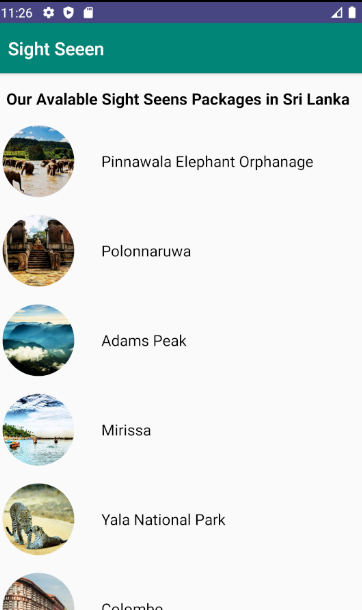 11:26
Sight Seeen
Our Avalable Sight Seens Packages in Sri Lanka
Pinnawala Elephant Orphanage
Polonnaruwa
Adams Peak
Mirissa
Yala National Park
Colombo